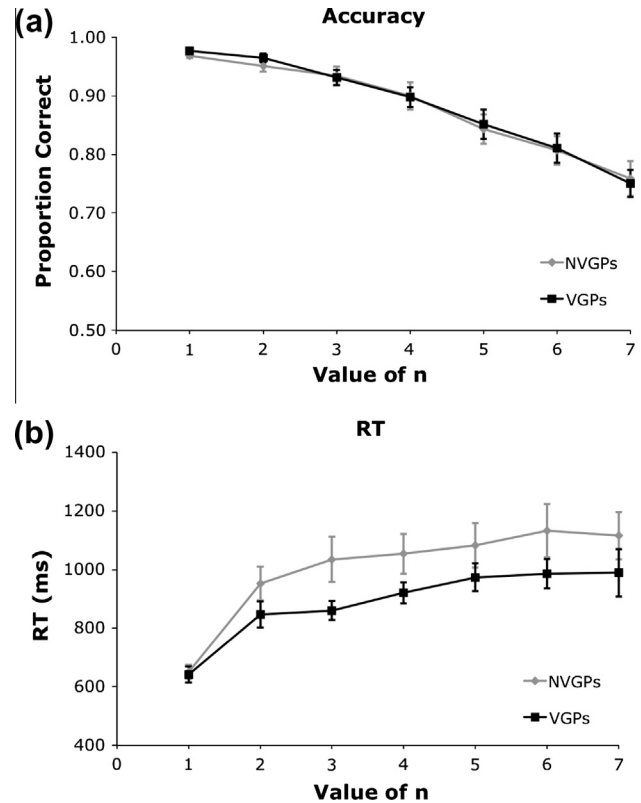 (a)
Accuracy
1.00
0.90
0.80
0.70
0.60
0.50
Proportion Correct
NVGPs
VGPs
0 1 2 3 4 5 6 7
Value of n
(b)
RT
1400
1200
1000
800
600
400
RT (ms)
NVGPs
VGPs
0 1 2 3 4 5 6 7
Value of n